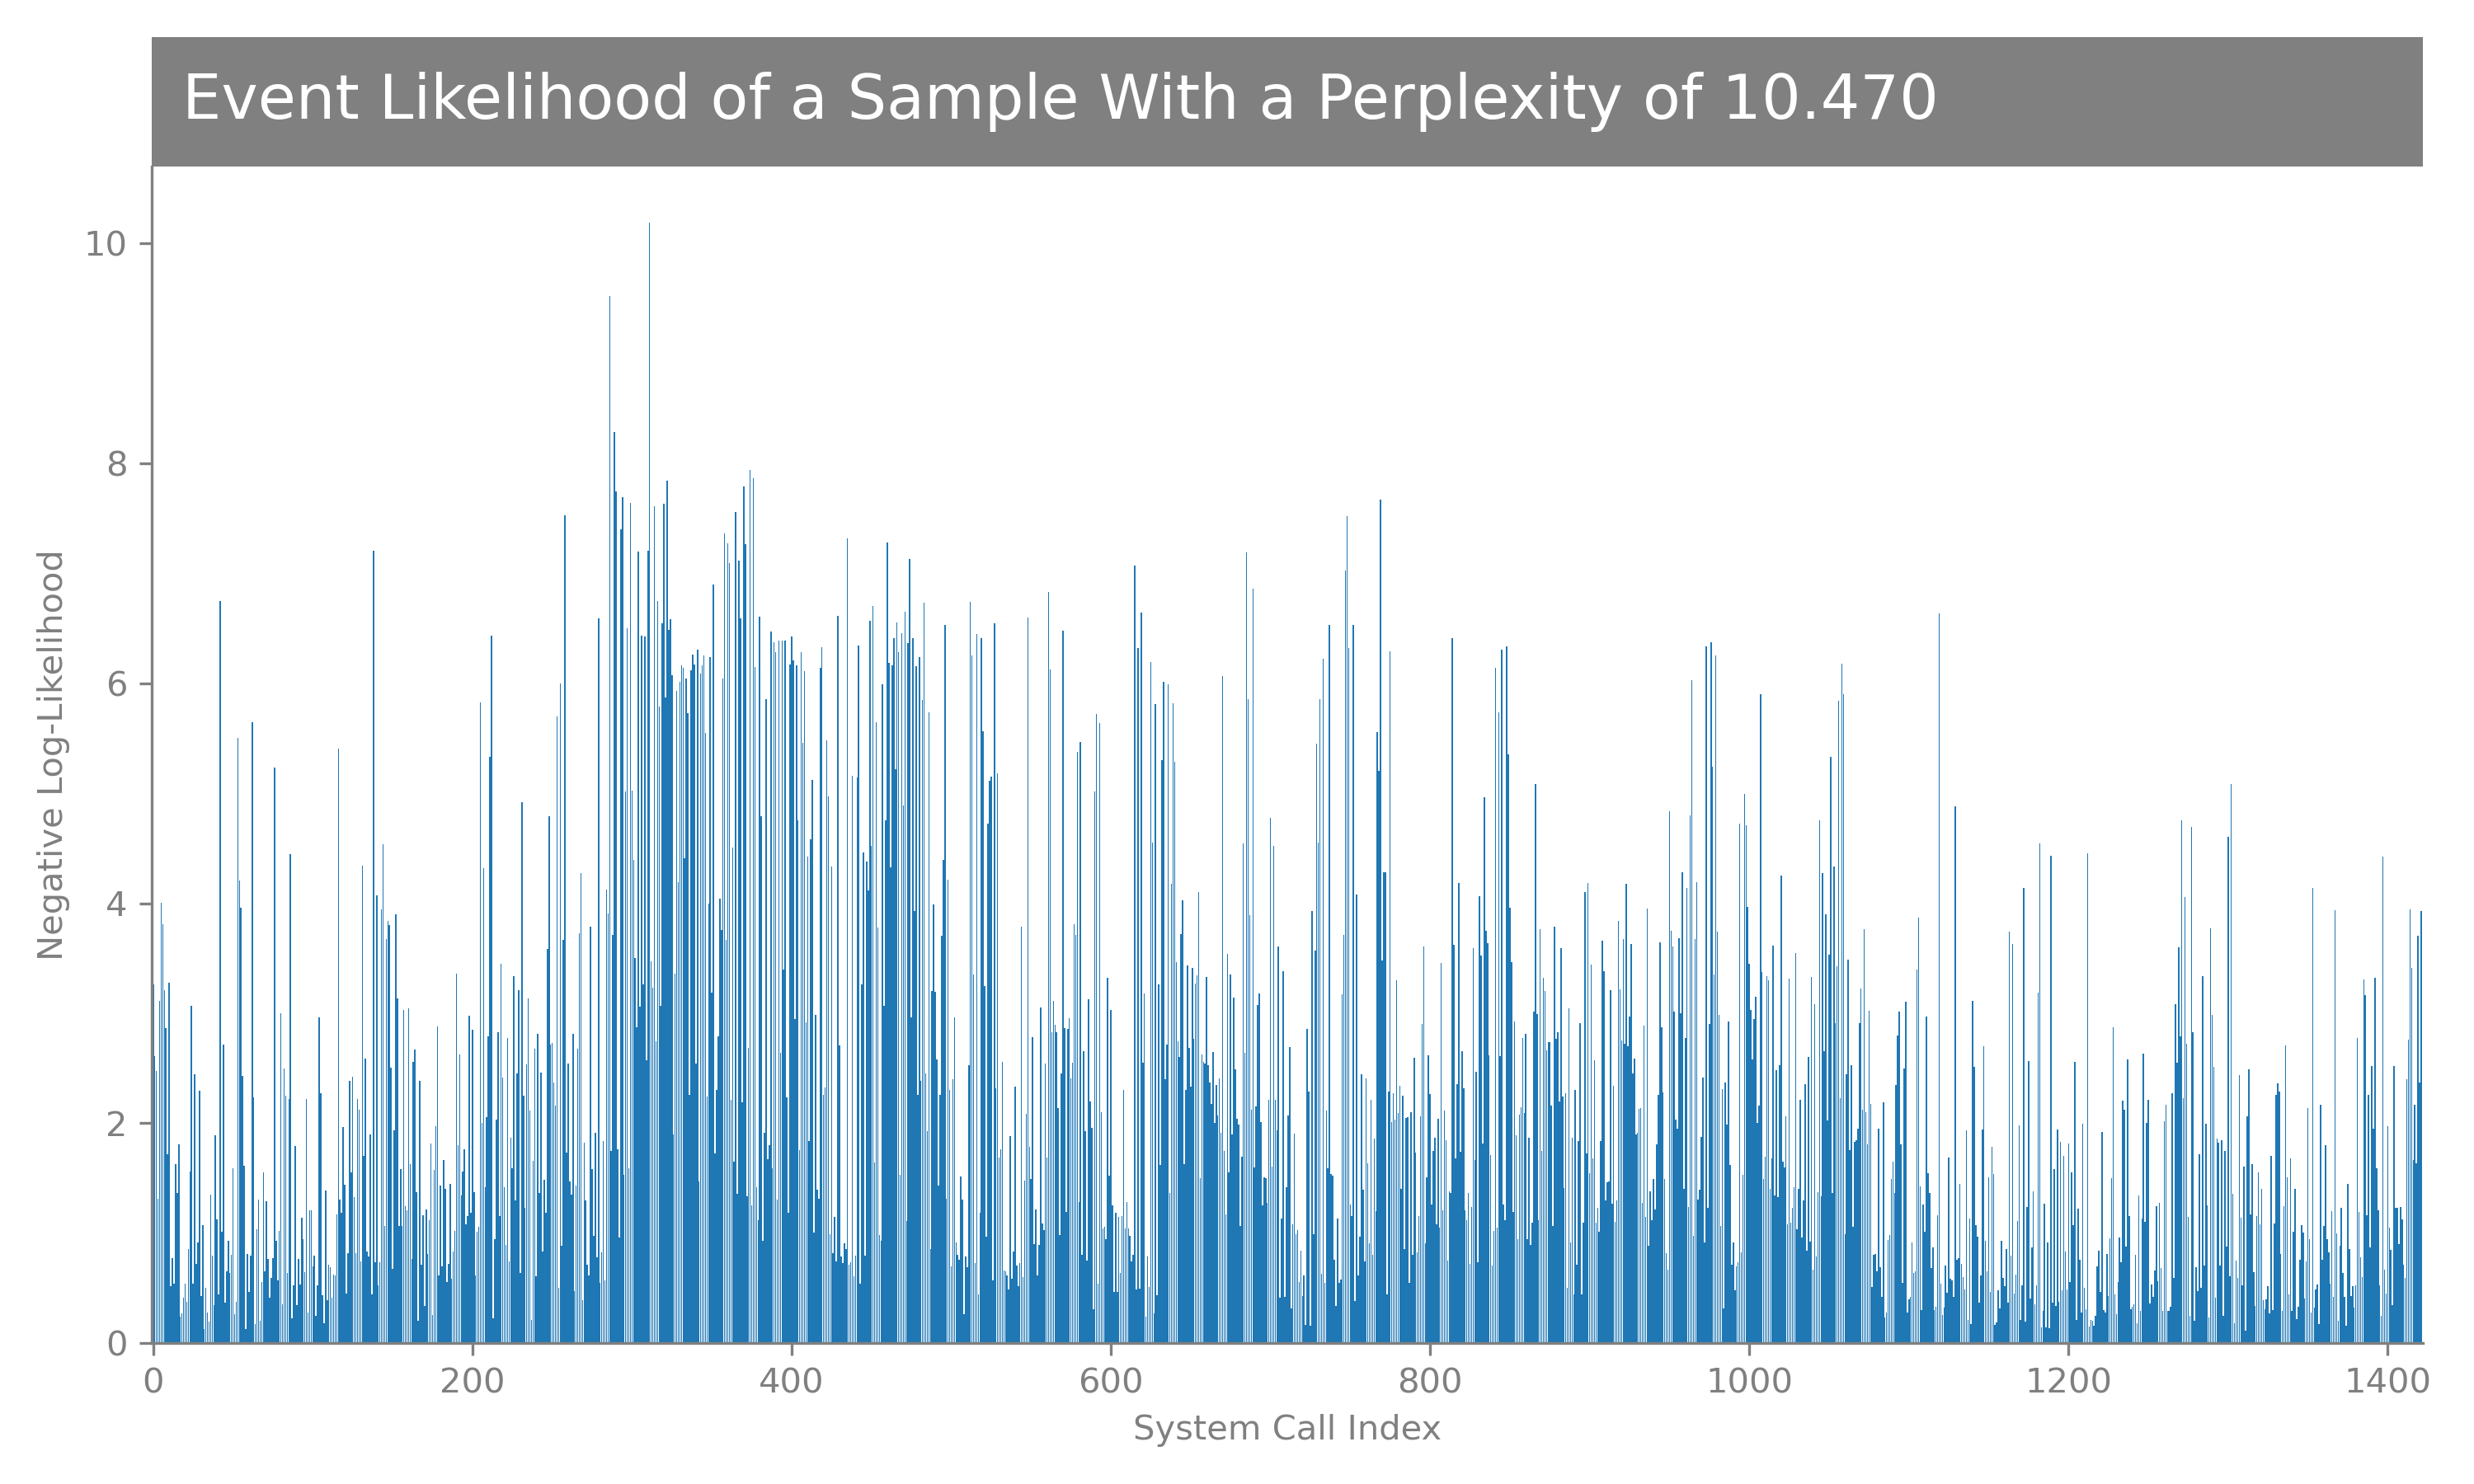 Event Likelihood of a Sample With a Perplexity of 10.470
10
8
6
4
2
0
Negative Log-Likelihood
0 200 400 600 800 1000 1200 1400
System Call Index